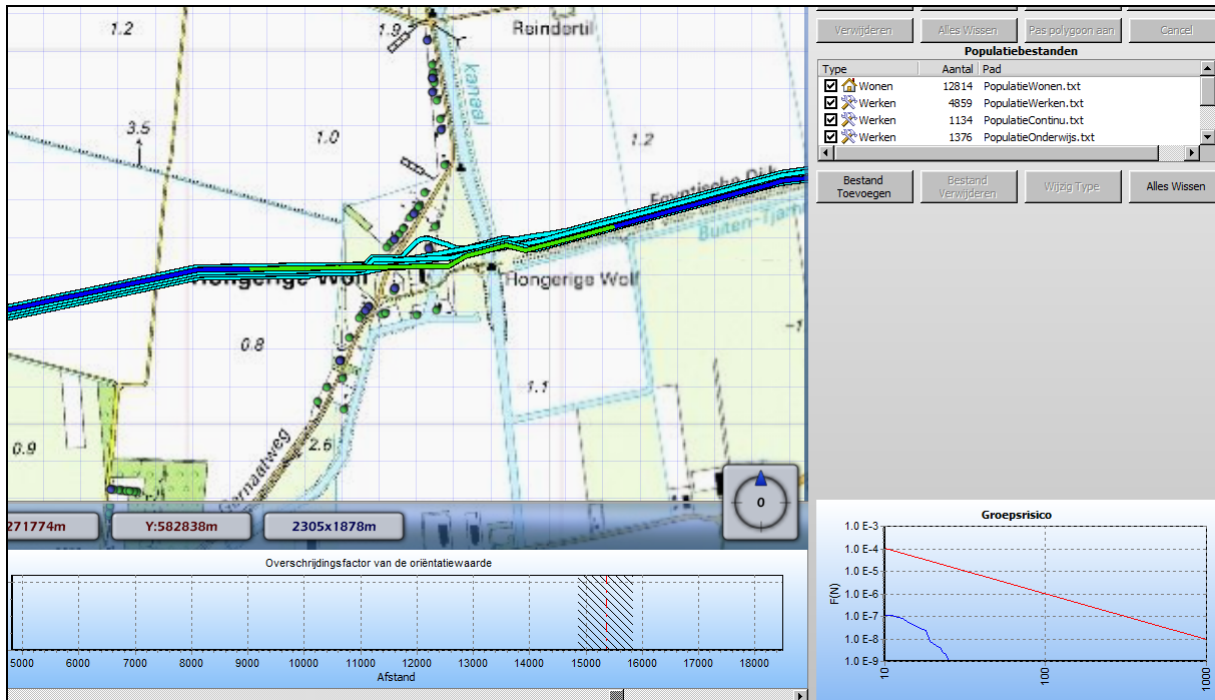 Verwijderen Alles Wissen Pas polygoon aan Cancel
Populatiebestanden
Type Aantal Pad
Wonen 12814 PopulatieWonen.txt
Werken 4859 PopulatieWerken.txt
Werken 1134 PopulatieContinu.txt
Werken 1376 PopulatieOnderwijs.txt
Bestand Toevoegen
Bestand Verwijderen
Wijzig Type
Alles Wissen
1.2
1.9
Reindertil
kanaal
3.5
1.0
1.2
Egyptische Dijk
Buiten-Tjam
Hongerige Wolf
Hongerige Wolf
0.8
1.1
0.9
2.6
Garnaatweg
271774m Y:582838m 2305x1878m
0
Overschrijdingsfactor van de oriëntatiewaarde
5000 6000 7000 8000 9000 10000 11000 12000 13000 14000 15000 16000 17000 18000
Afstand
Groepsrisico
1.0 E-3
1.0 E-4
1.0 E-5
1.0 E-6
1.0 E-7
1.0 E-8
1.0 E-9
F(N)
10 100 1000